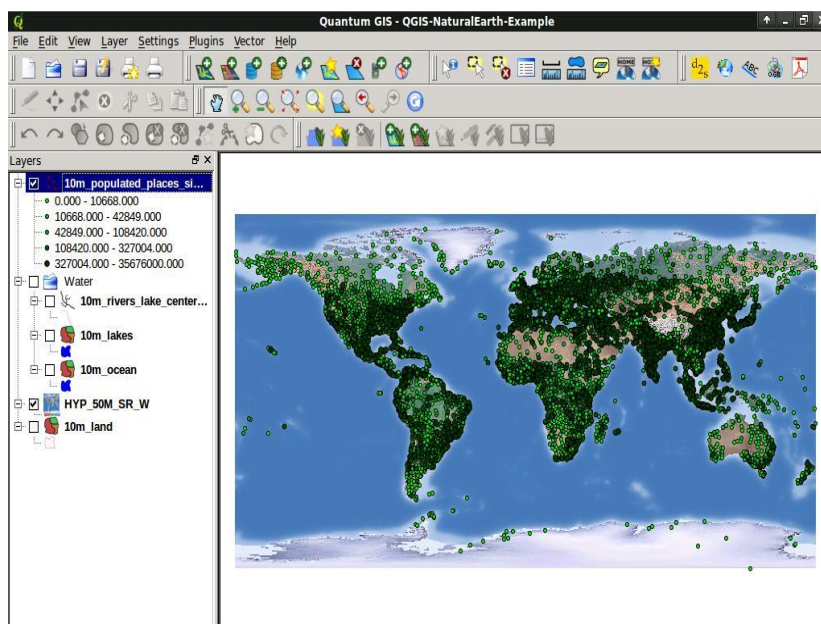 Quantum GIS - QGIS-NaturalEarth-Example
File Edit View Layer Settings Plugins Vector Help
Layers
10m_populated_places_si...
0.000 - 10668.000
10668.000 - 42849.000
42849.000 - 108420.000
108420.000 - 327004.000
327004.000 - 35676000.000
Water
10m_rivers_lake_center...
10m_lakes
10m_ocean
HYP_50M_SR_W
10m_land